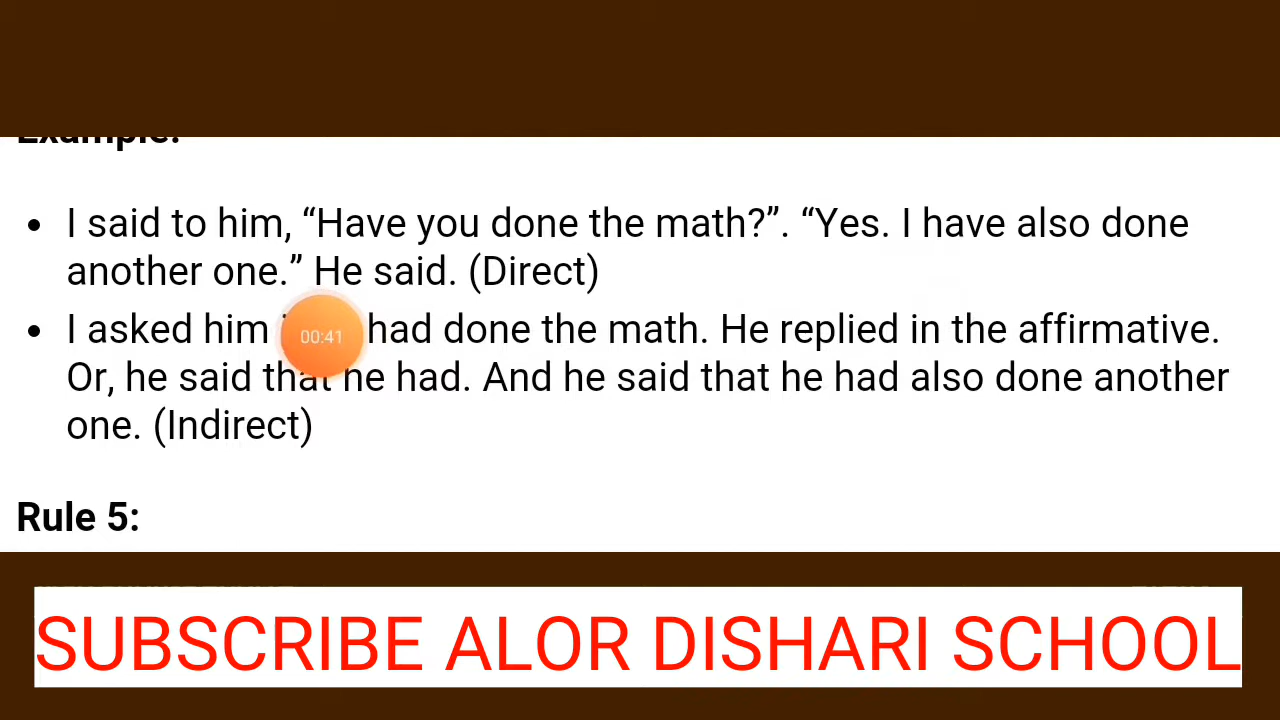 Example:
• I said to him, “Have you done the math?”. “Yes. I have also done
another one.” He said. (Direct)
• I asked him had done the math. He replied in the affirmative.
00:41
Or, he said that he had. And he said that he had also done another
one. (Indirect)
Rule 5:
SUBSCRIBE ALOR DISHARI SCHOOL